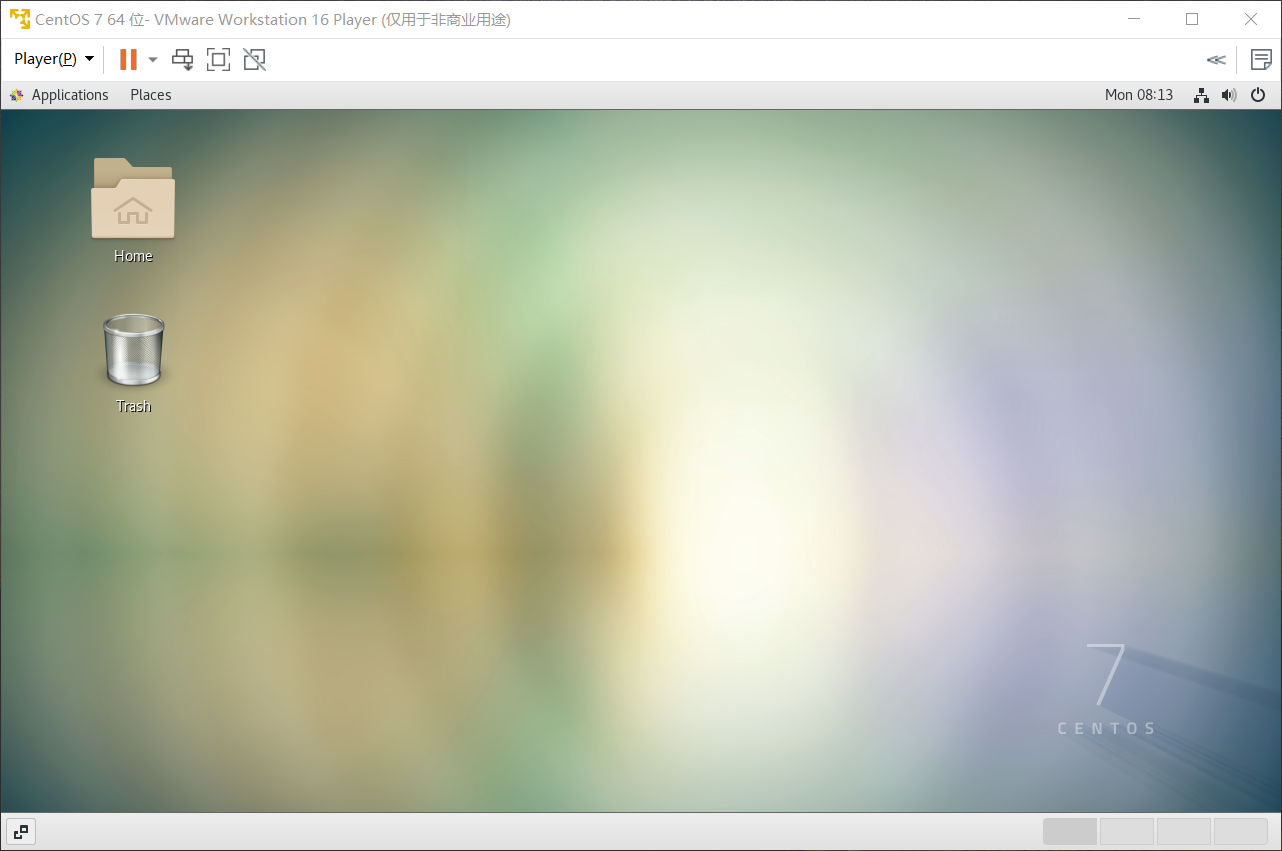 CentOS 7 64 位- VMware Workstation 16 Player (仅用于非商业用途)
Player(P)
Applications Places Mon 08:13
Home
Trash
7
CENTOS